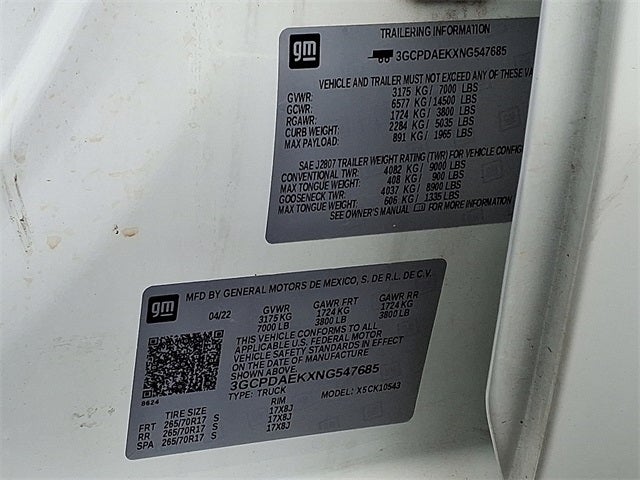 gm
TRAILERING INFORMATION
3GCPDAEKXNG547685
VEHICLE AND TRAILER MUST NOT EXCEED ANY OF THESE VA
GVWR: 3175 KG / 7000 LBS
GCWR: 6577 KG / 14500 LBS
RGAWR: 1724 KG / 3800 LBS
CURB WEIGHT: 2284 KG / 5035 LBS
MAX PAYLOAD: 891 KG / 1965 LBS
SAE J2807 TRAILER WEIGHT RATING (TWR) FOR VEHICLE CONFIG
CONVENTIONAL TWR: 4082 KG / 9000 LBS
MAX TONGUE WEIGHT: 408 KG / 900 LBS
GOOSENECK TWR: 4037 KG / 8900 LBS
MAX TONGUE WEIGHT: 606 KG / 1335 LBS
SEE OWNER'S MANUAL FOR MORE INFORMATION
gm
MFD BY GENERAL MOTORS DE MEXICO, S. DE R.L. DE C.V.
04/22 GVWR GAWR FRT GAWR RR
3175 KG 1724 KG 1724 KG
7000 LB 3800 LB 3800 LB
THIS VEHICLE CONFORMS TO ALL
APPLICABLE U.S. FEDERAL MOTOR
VEHICLE SAFETY STANDARDS IN EFFECT
ON THE DATE OF MANUFACTURE
SHOWN ABOVE.
3GCPDAEKXNG547685
8624 TYPE: TRUCK MODEL: X5CK10543
TIRE SIZE RIM
FRT 265/70R17 S 17X8J
RR 265/70R17 S 17X8J
SPA 265/70R17 S 17X8J